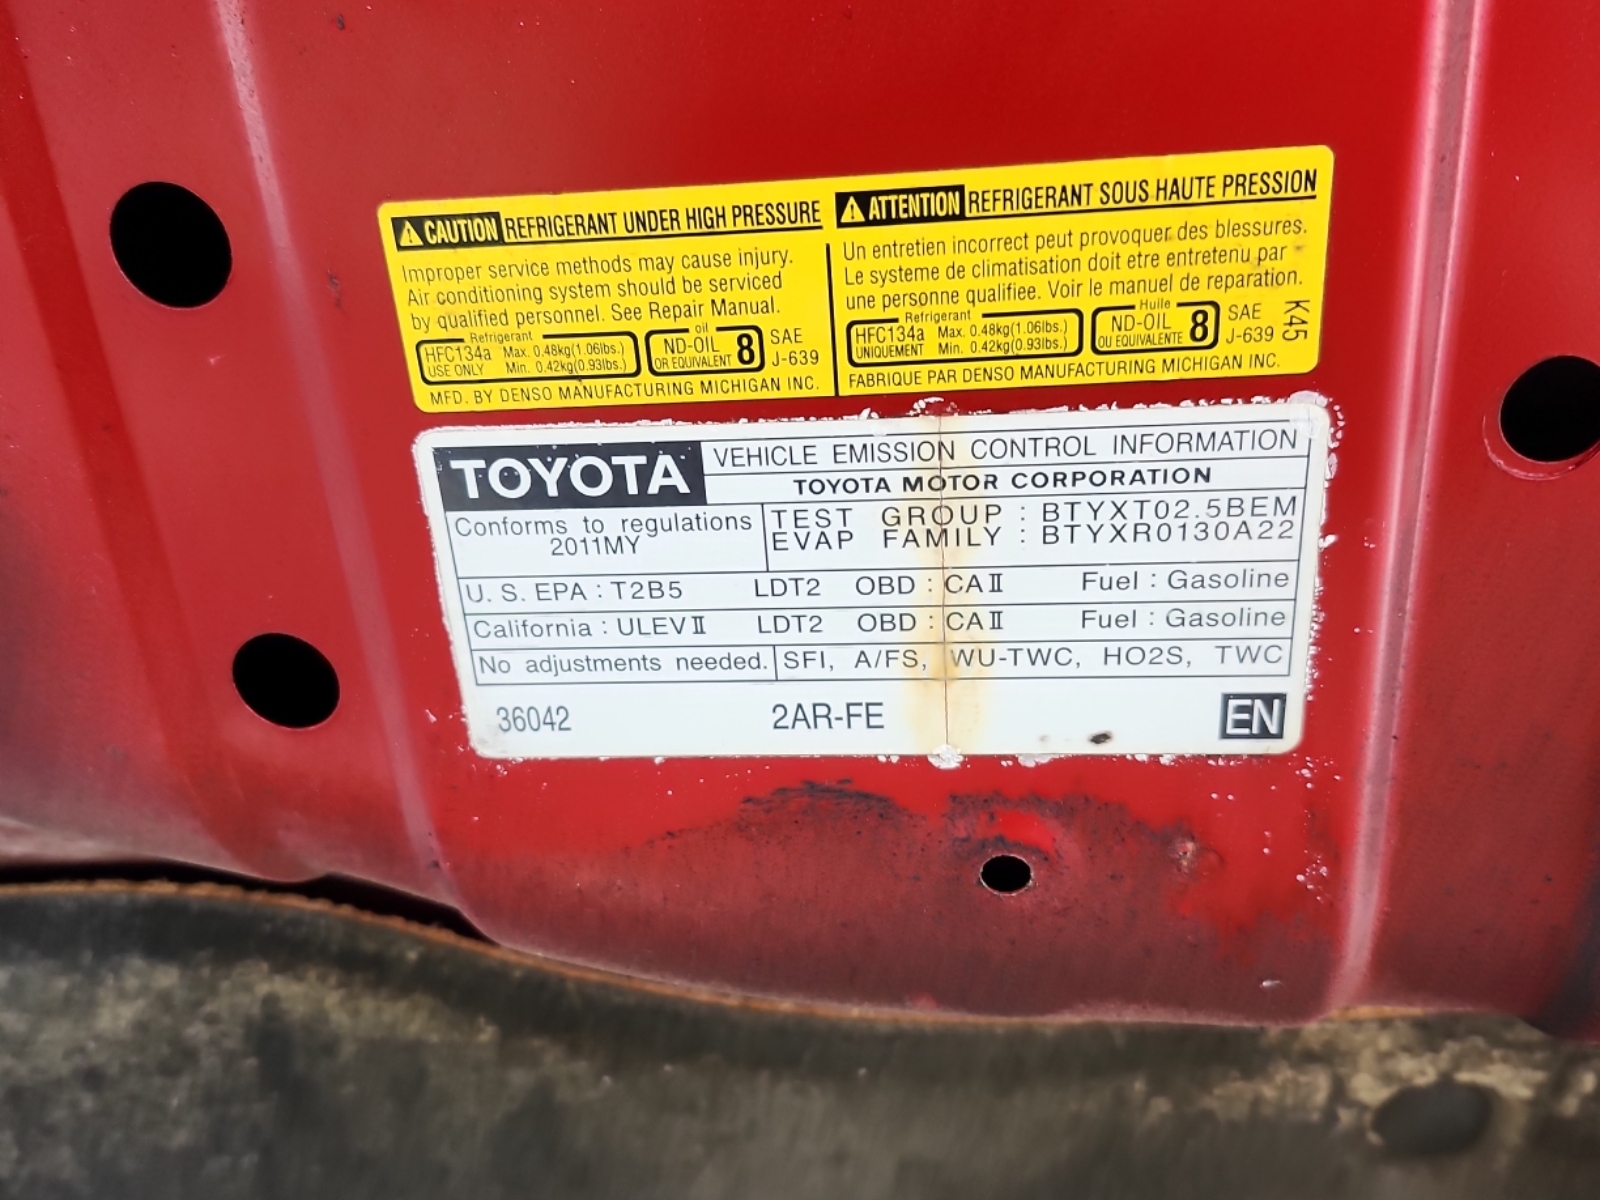 CAUTION REFRIGERANT UNDER HIGH PRESSURE
Improper service methods may cause injury.
Air conditioning system should be serviced
by qualified personnel. See Repair Manual.
Refrigerant
HFC134a Max. 0.48kg(1.06lbs.)
USE ONLY Min. 0.42kg(0.93lbs)
oil
ND-OIL 8
OR EQUIVALENT
SAE
J-639
MFD. BY DENSO MANUFACTURING MICHIGAN INC.
ATTENTION REFRIGERANT SOUS HAUTE PRESSION
Un entretien incorrect peut provoquer des blessures.
Le systeme de climatisation doit etre entretenu par
une personne qualifiee. Voir le manuel de reparation.
Refrigerant
HFC134a Max. 0.48kg(1.06lbs.)
UNIQUEMENT Min. 0.42kg(0.93lbs.)
Huile
ND-OIL 8
OU EQUIVALENTE
SAE
J-639
K45
FABRIQUE PAR DENSO MANUFACTURING MICHIGAN INC.
TOYOTA
VEHICLE EMISSION CONTROL INFORMATION
TOYOTA MOTOR CORPORATION
Conforms to regulations
2011MY
TEST GROUP : BTYXT02.5BEM
EVAP FAMILY : BTYXR0130A22
U. S. EPA : T2B5 LDT2 OBD : CAⅡ Fuel : Gasoline
California : ULEVⅡ LDT2 OBD : CAⅡ Fuel : Gasoline
No adjustments needed. SFI, A/FS, WU-TWC, HO2S, TWC
36042 2AR-FE EN